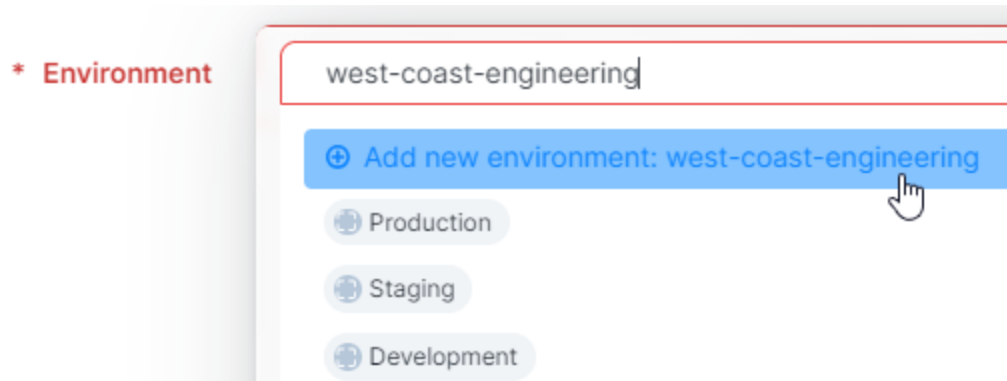 * Environment west-coast-engineering
Add new environment: west-coast-engineering
Production
Staging
Development